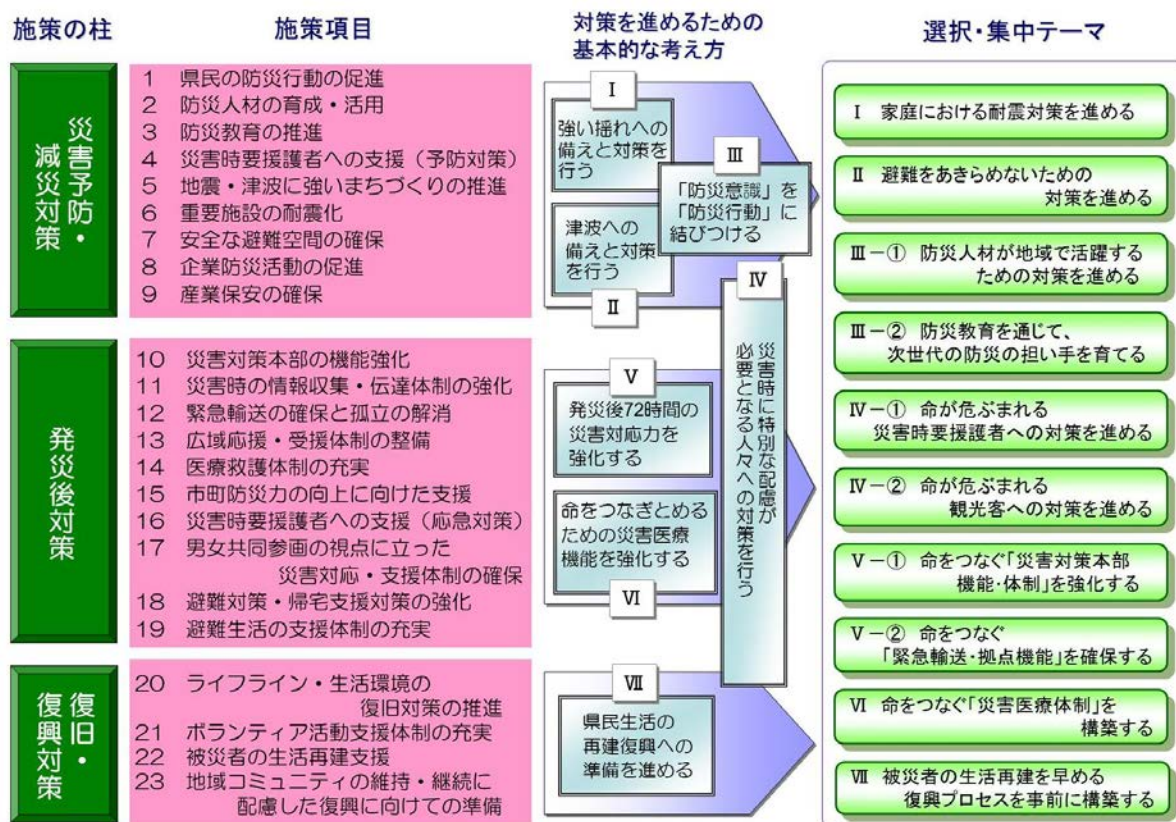 施策の柱
施策項目
対策を進めるための
基本的な考え方
選択・集中テーマ
災害予防・
減災対策
1 県民の防災行動の促進
2 防災人材の育成・活用
3 防災教育の推進
4 災害時要援護者への支援（予防対策）
5 地震・津波に強いまちづくりの推進
6 重要施設の耐震化
7 安全な避難空間の確保
8 企業防災活動の促進
9 産業保安の確保
発災後対策
10 災害対策本部の機能強化
11 災害時の情報収集・伝達体制の強化
12 緊急輸送の確保と孤立の解消
13 広域応援・受援体制の整備
14 医療救護体制の充実
15 市町防災力の向上に向けた支援
16 災害時要援護者への支援（応急対策）
17 男女共同参画の視点に立った
災害対応・支援体制の確保
18 避難対策・帰宅支援対策の強化
19 避難生活の支援体制の充実
復旧・
復興対策
20 ライフライン・生活環境の
復旧対策の推進
21 ボランティア活動支援体制の充実
22 被災者の生活再建支援
23 地域コミュニティの維持・継続に
配慮した復興に向けての準備
Ⅰ
強い揺れへの
備えと対策を
行う
津波への
備えと対策
を行う
Ⅱ
Ⅲ
「防災意識」を
「防災行動」に
結びつける
Ⅳ
災害時に特別な配慮が
必要となる人々への対策を行う
Ⅴ
発災後72時間の
災害対応力を
強化する
命をつなぎとめる
ための災害医療
機能を強化する
Ⅵ
Ⅶ
県民生活の
再建復興への
準備を進める
Ⅰ 家庭における耐震対策を進める
Ⅱ 避難をあきらめないための
対策を進める
Ⅲ－① 防災人材が地域で活躍する
ための対策を進める
Ⅲ－② 防災教育を通じて、
次世代の防災の担い手を育てる
Ⅳ－① 命が危ぶまれる
災害時要援護者への対策を進める
Ⅳ－② 命が危ぶまれる
観光客への対策を進める
Ⅴ－① 命をつなぐ「災害対策本部
機能・体制」を強化する
Ⅴ－② 命をつなぐ
「緊急輸送・拠点機能」を確保する
Ⅵ 命をつなぐ「災害医療体制」を
構築する
Ⅶ 被災者の生活再建を早める
復興プロセスを事前に構築する